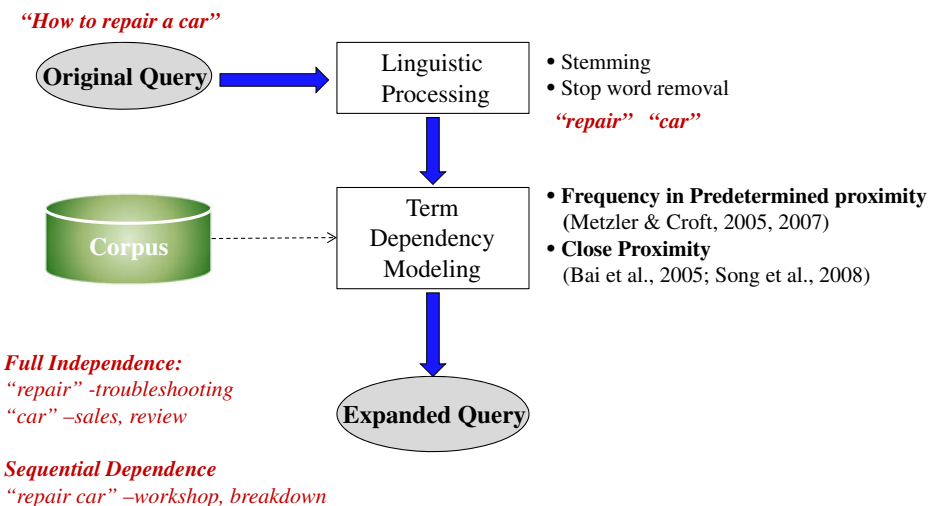 “How to repair a car”
Original Query
Linguistic
Processing
• Stemming
• Stop word removal
“repair” “car”
Corpus
Term
Dependency
Modeling
• Frequency in Predetermined proximity
(Metzler & Croft, 2005, 2007)
• Close Proximity
(Bai et al., 2005; Song et al., 2008)
Full Independence:
“repair” -troubleshooting
“car” –sales, review
Expanded Query
Sequential Dependence
“repair car” –workshop, breakdown